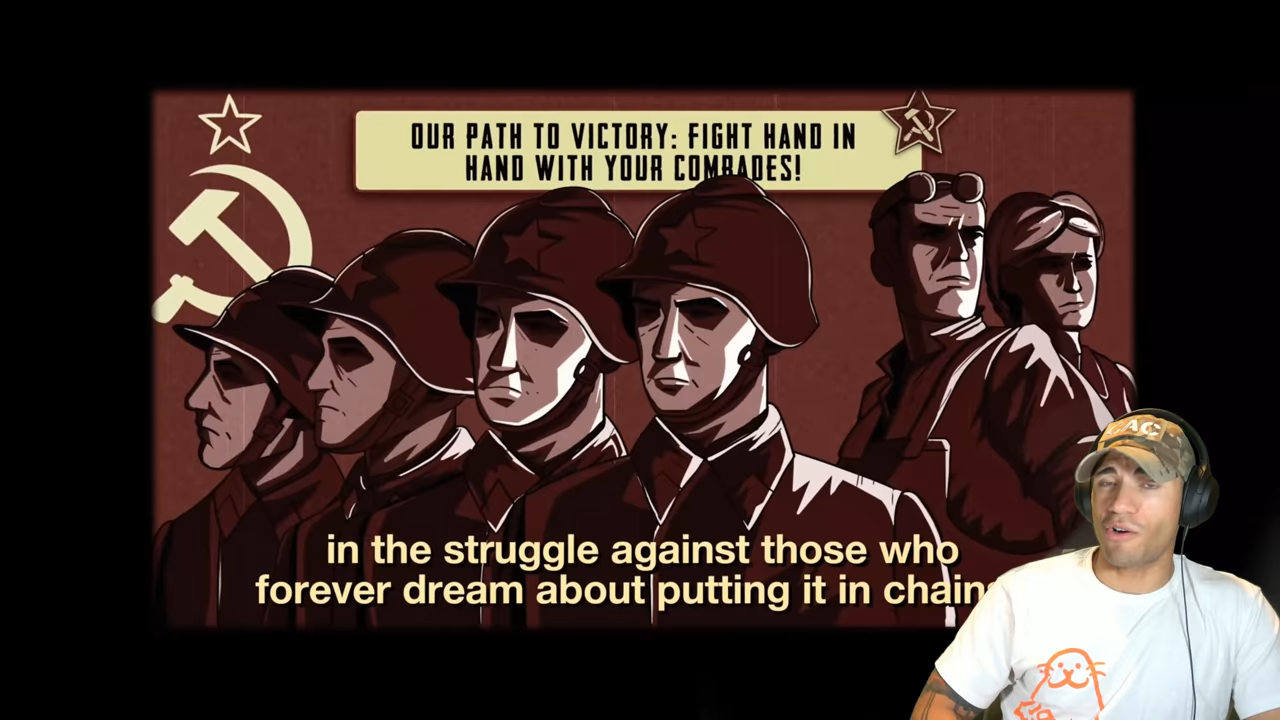 OUR PATH TO VICTORY: FIGHT HAND IN
HAND WITH YOUR COMRADES!
in the struggle against those who
forever dream about putting it in chains